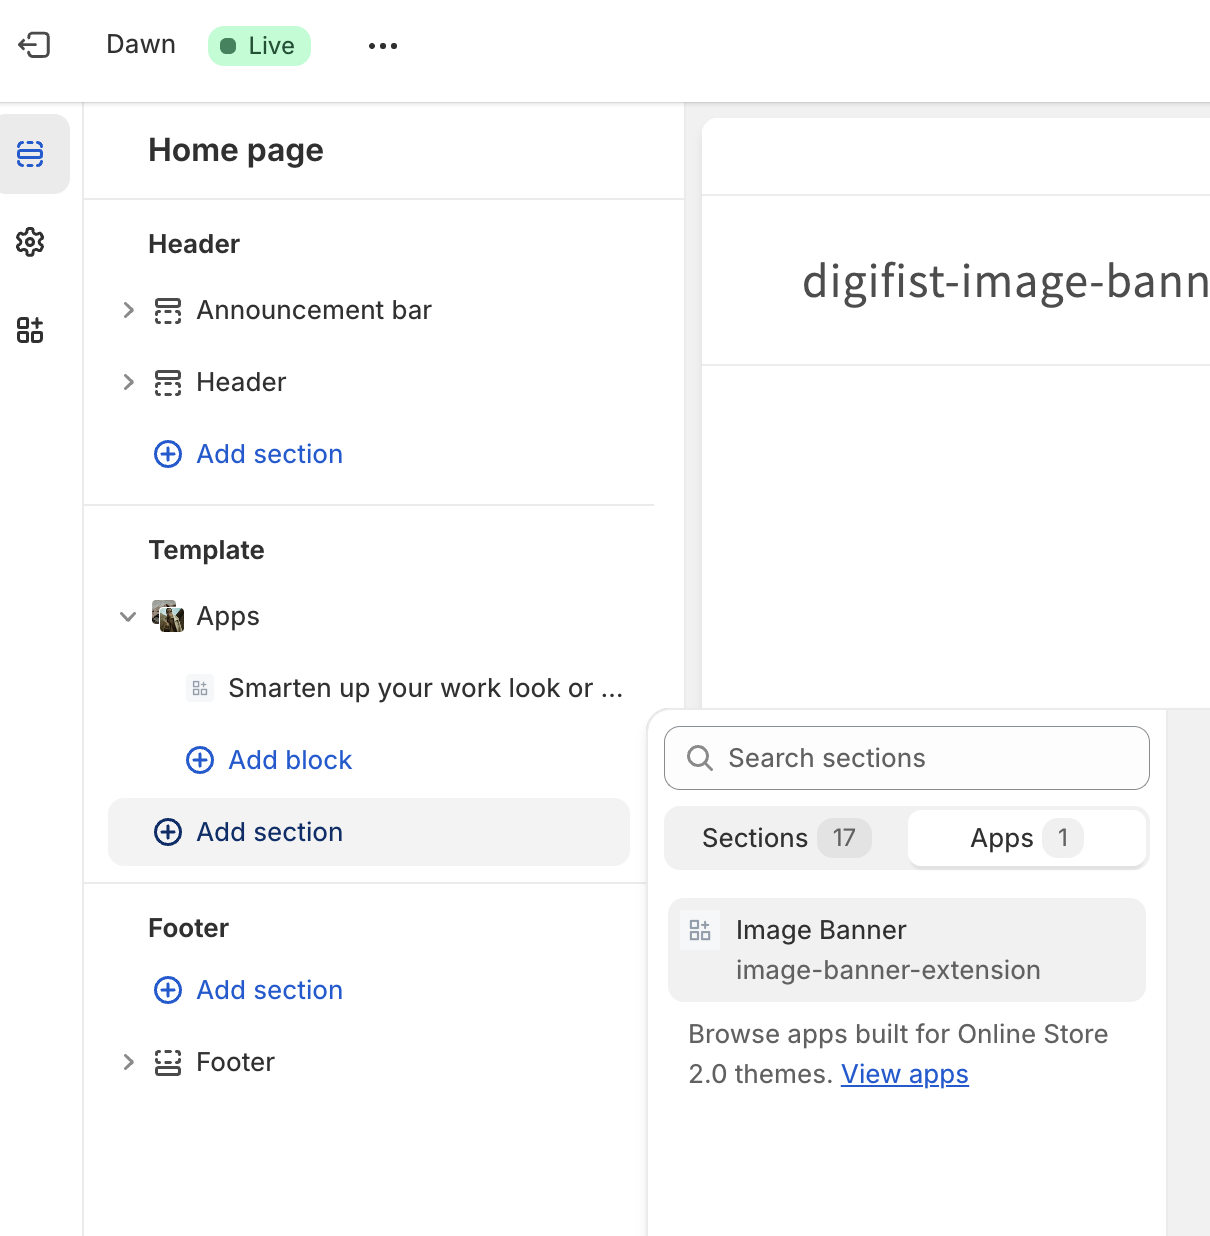 Dawn
Live
Home page
Header
Announcement bar
Header
Add section
Template
Apps
Smarten up your work look or ...
Add block
Add section
Footer
Add section
Footer
digifist-image-bann
Search sections
Sections 17
Apps 1
Image Banner
image-banner-extension
Browse apps built for Online Store
2.0 themes. View apps